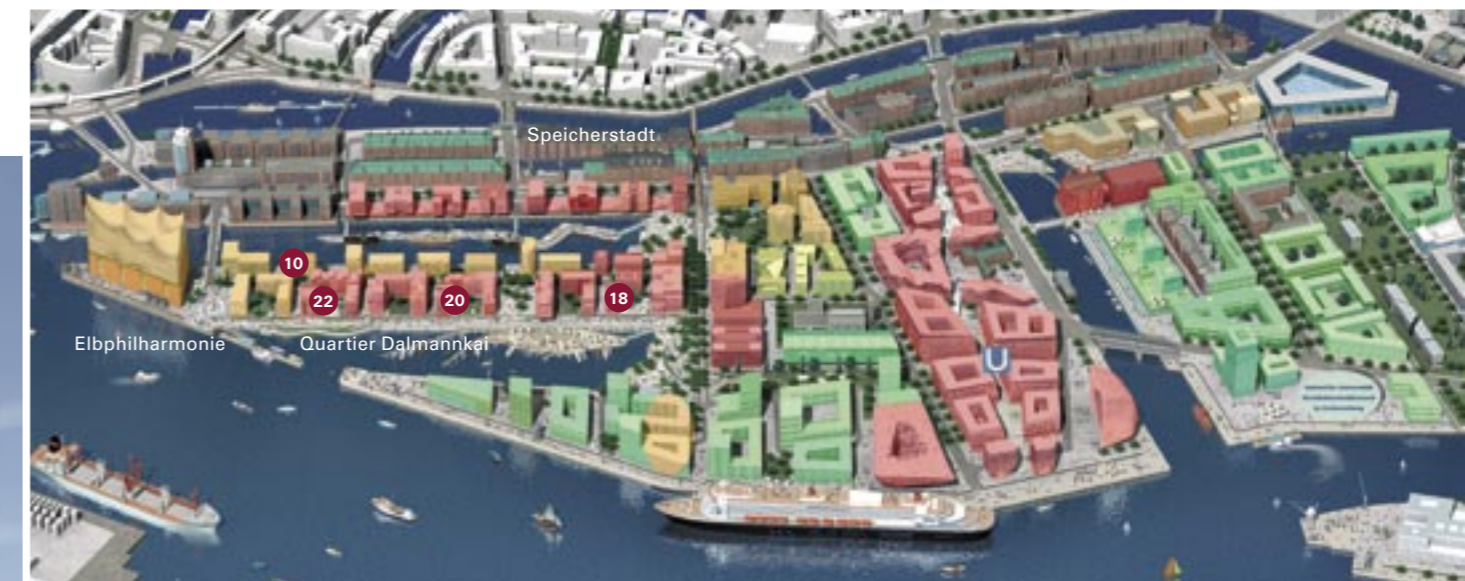 Speicherstadt
10
22
20
18
Elbphilharmonie
Quartier Dalmannkai
U